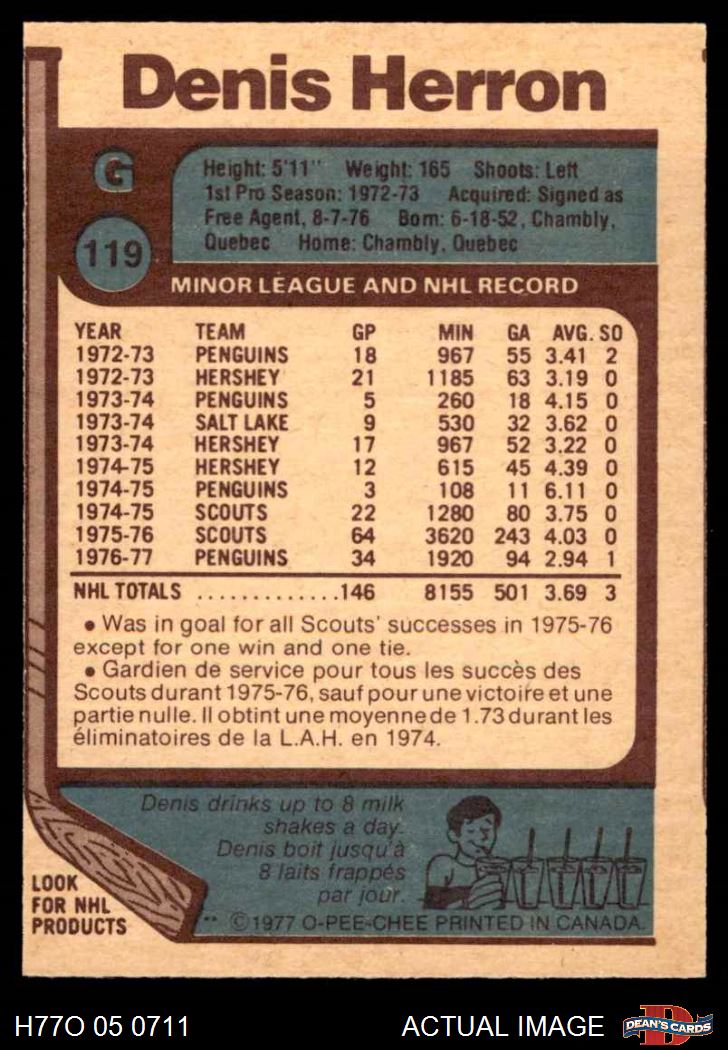 Denis Herron
G
119
Height: 5'11" Weight: 165 Shoots: Left
1st Pro Season: 1972-73 Acquired: Signed as
Free Agent, 8-7-76 Born: 6-18-52, Chambly,
Quebec Home: Chambly, Quebec
MINOR LEAGUE AND NHL RECORD
YEAR TEAM GP MIN GA AVG. SO
1972-73 PENGUINS 18 967 55 3.41 2
1972-73 HERSHEY 21 1185 63 3.19 0
1973-74 PENGUINS 5 260 18 4.15 0
1973-74 SALT LAKE 9 530 32 3.62 0
1973-74 HERSHEY 17 967 52 3.22 0
1974-75 HERSHEY 12 615 45 4.39 0
1974-75 PENGUINS 3 108 11 6.11 0
1974-75 SCOUTS 22 1280 80 3.75 0
1975-76 SCOUTS 64 3620 243 4.03 0
1976-77 PENGUINS 34 1920 94 2.94 1
NHL TOTALS .............146 8155 501 3.69 3
• Was in goal for all Scouts' successes in 1975-76
except for one win and one tie.
• Gardien de service pour tous les succès des
Scouts durant 1975-76, sauf pour une victoire et une
partie nulle. Il obtint une moyenne de 1.73 durant les
éliminatoires de la L.A.H. en 1974.
Denis drinks up to 8 milk
shakes a day.
Denis boit jusqu'à
8 laits frappés
par jour.
LOOK
FOR NHL
PRODUCTS
** ©1977 O-PEE-CHEE PRINTED IN CANADA.
H77O 05 0711
ACTUAL IMAGE
D
DEAN'S CARDS